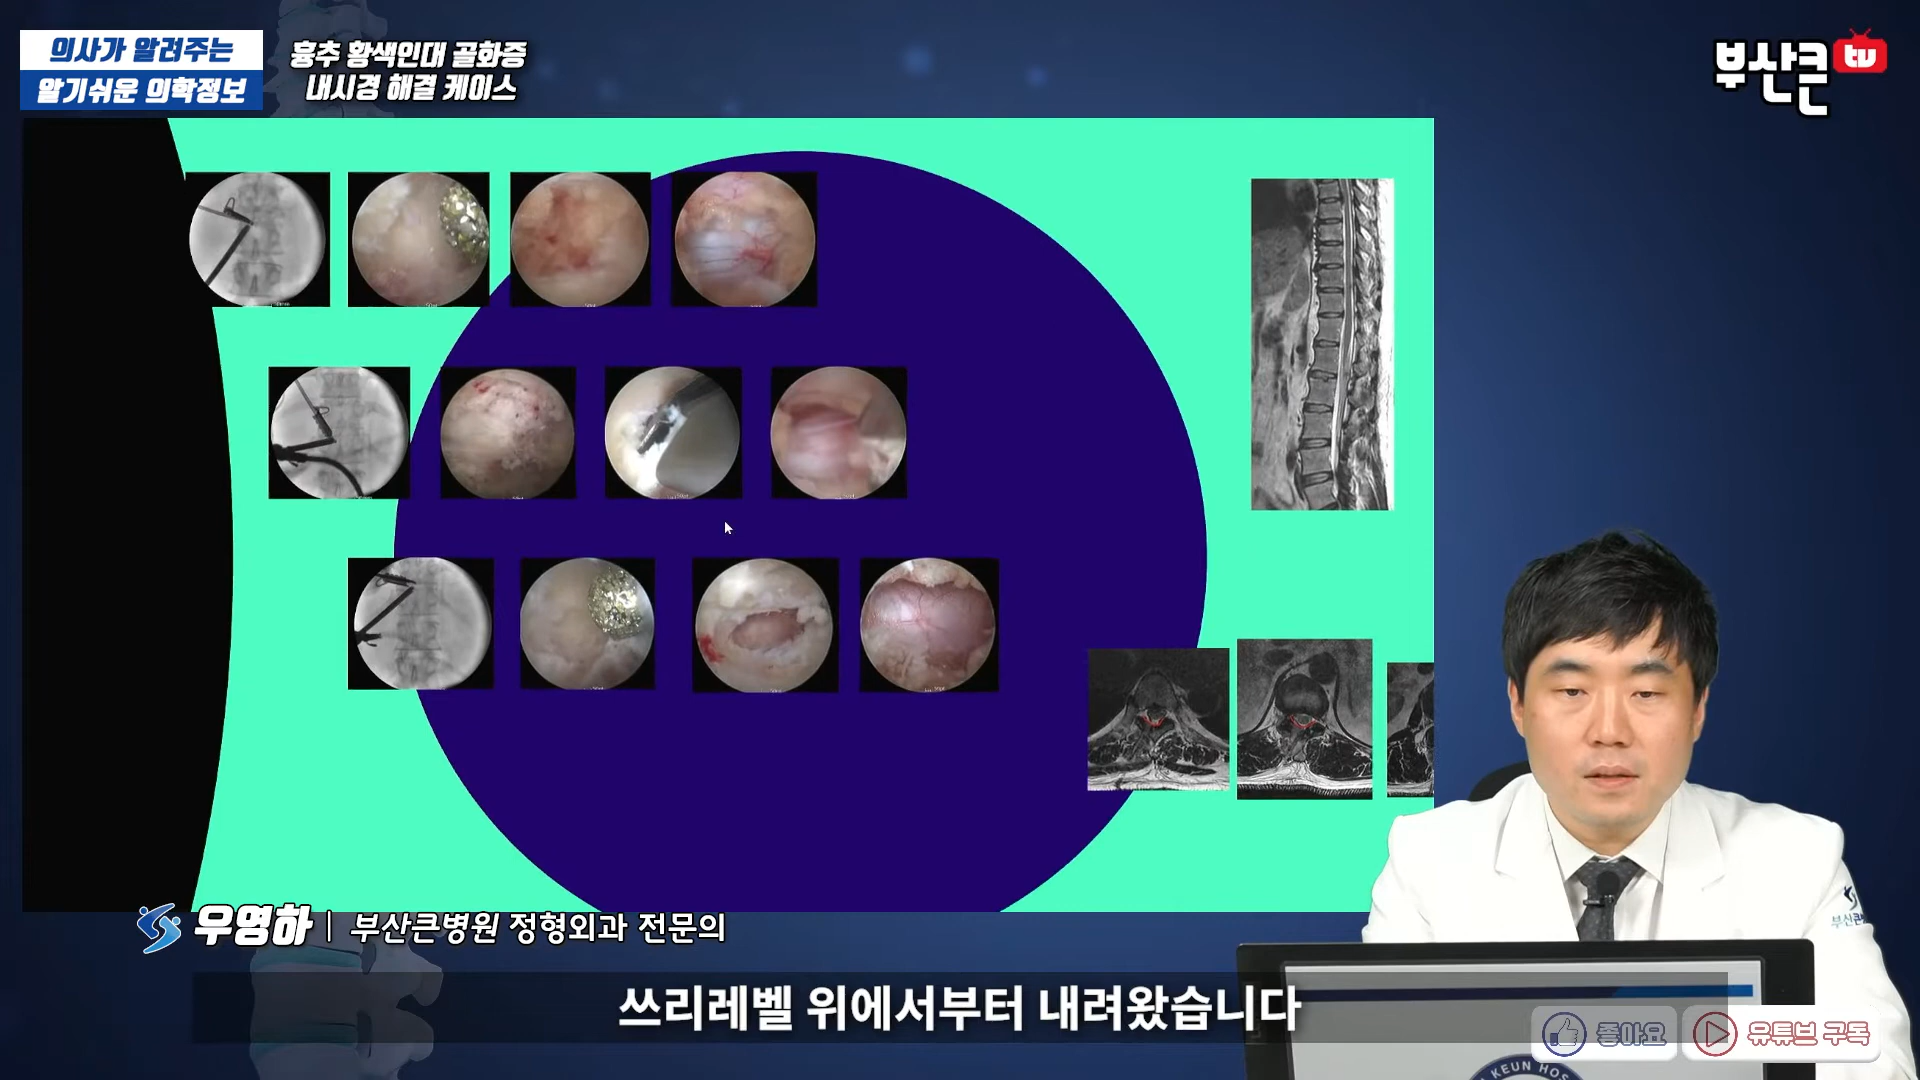 의사가 알려주는
알기쉬운 의학정보
흉추 황색인대 골화증
내시경 해결 케이스
부산큰 tv
우영하 | 부산큰병원 정형외과 전문의
쓰리레벨 위에서부터 내려왔습니다
좋아요
유튜브 구독
KEUN HOS